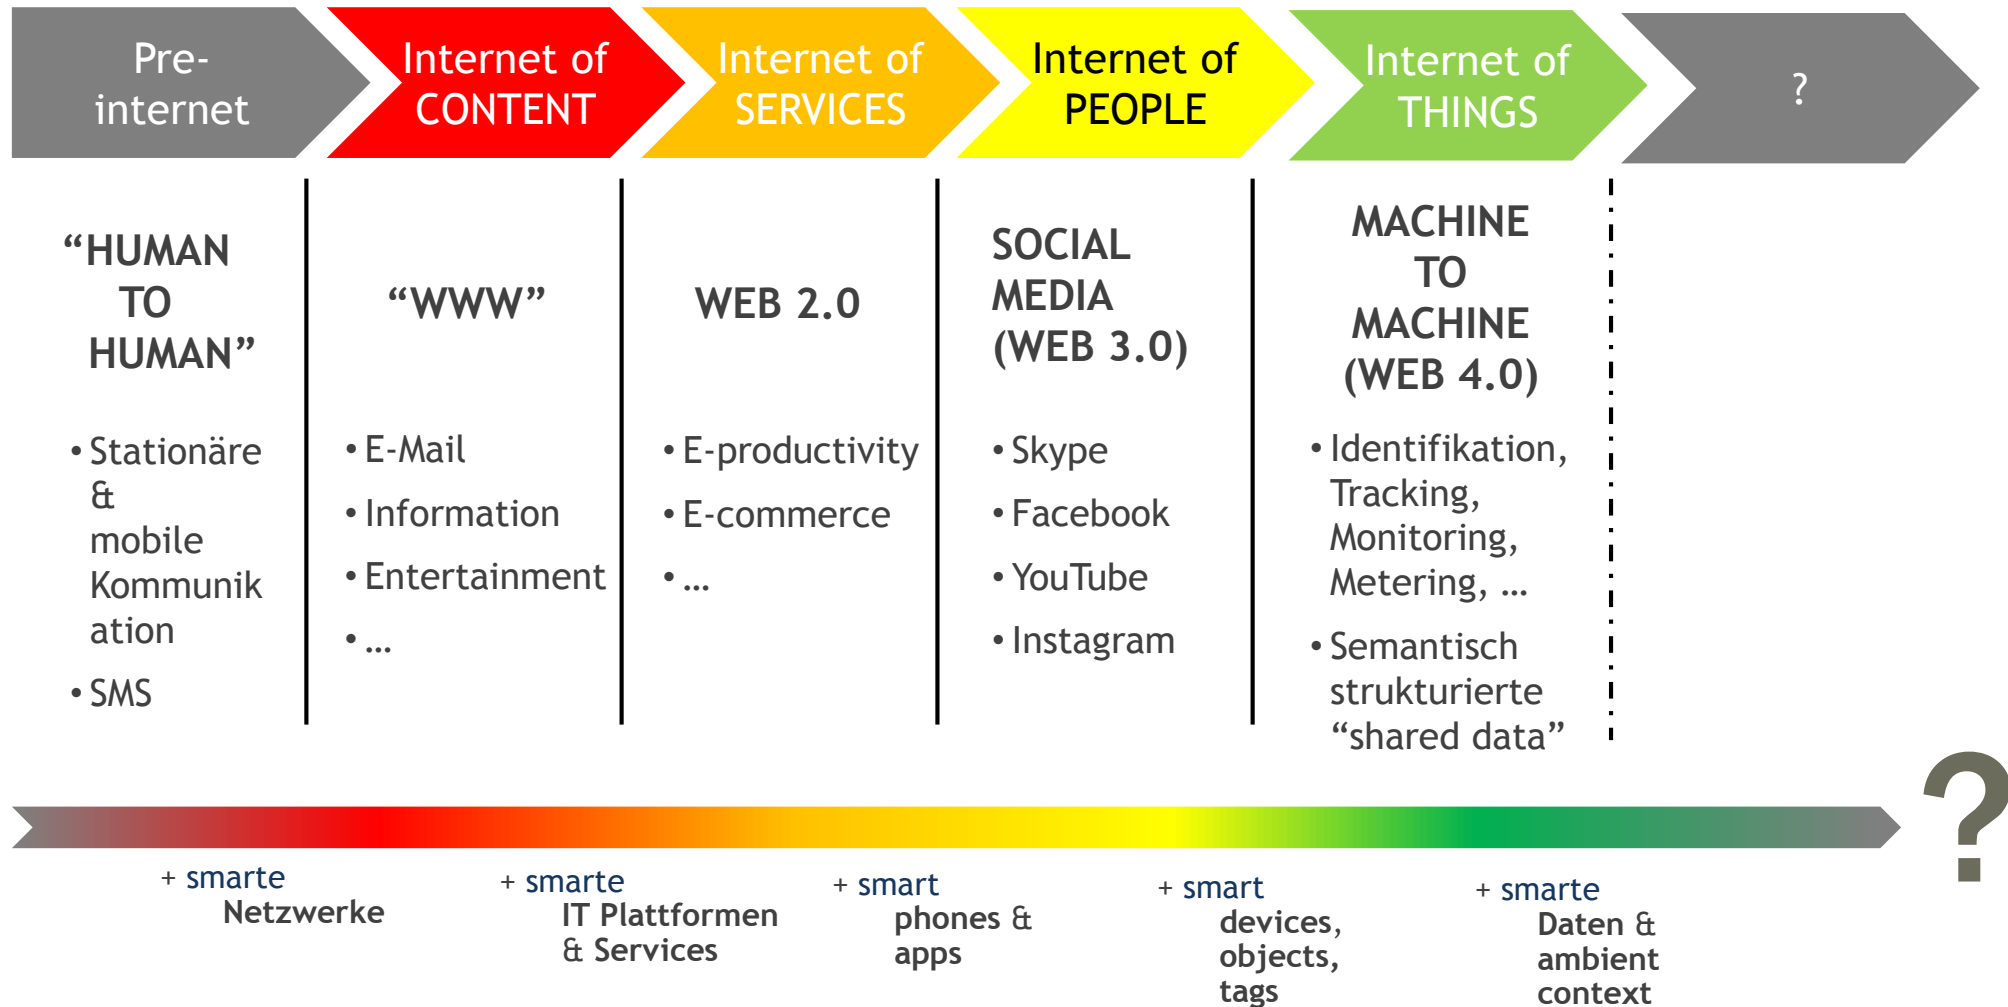 Pre-
internet
Internet of
CONTENT
Internet of
SERVICES
Internet of
PEOPLE
Internet of
THINGS
?
“HUMAN
TO
HUMAN”
• Stationäre
&
mobile
Kommunik
ation
• SMS
“WWW”
• E-Mail
• Information
• Entertainment
• …
WEB 2.0
• E-productivity
• E-commerce
• …
SOCIAL
MEDIA
(WEB 3.0)
• Skype
• Facebook
• YouTube
• Instagram
MACHINE
TO
MACHINE
(WEB 4.0)
• Identifikation,
Tracking,
Monitoring,
Metering, …
• Semantisch
strukturierte
“shared data”
?
+ smarte
Netzwerke
+ smarte
IT Plattformen
& Services
+ smart
phones &
apps
+ smart
devices,
objects,
tags
+ smarte
Daten &
ambient
context